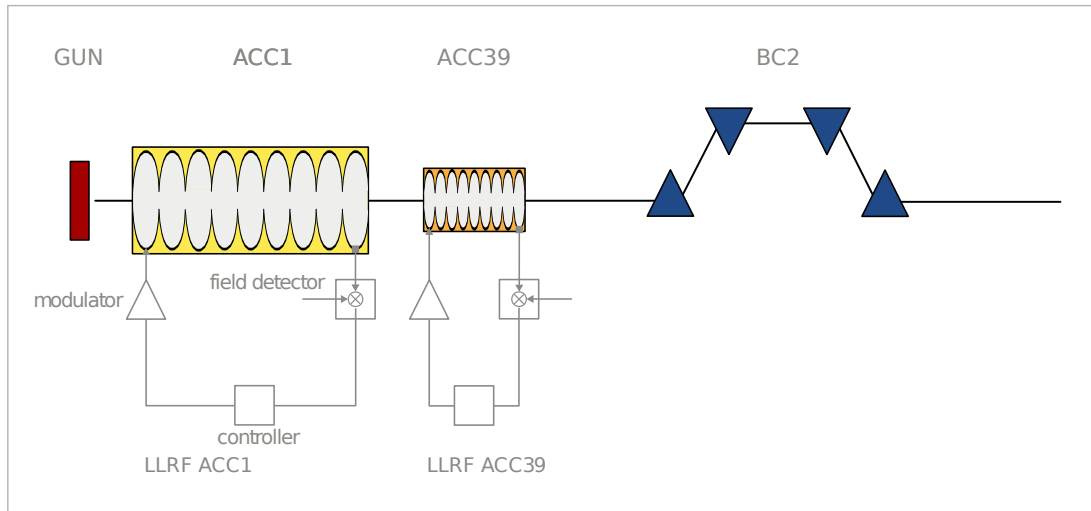 GUN
ACC1
ACC39
BC2
field detector
modulator
controller
LLRF ACC1
LLRF ACC39